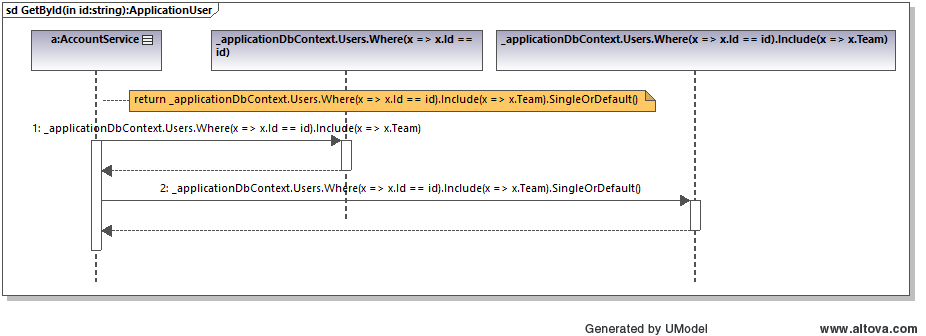 sd GetById(in id:string):ApplicationUser
a:AccountService
_applicationDbContext.Users.Where(x => x.Id ==
id)
_applicationDbContext.Users.Where(x => x.Id == id).Include(x => x.Team)
return _applicationDbContext.Users.Where(x => x.Id == id).Include(x => x.Team).SingleOrDefault()
1: _applicationDbContext.Users.Where(x => x.Id == id).Include(x => x.Team)
2: _applicationDbContext.Users.Where(x => x.Id == id).Include(x => x.Team).SingleOrDefault()
Generated by UModel
www.altova.com